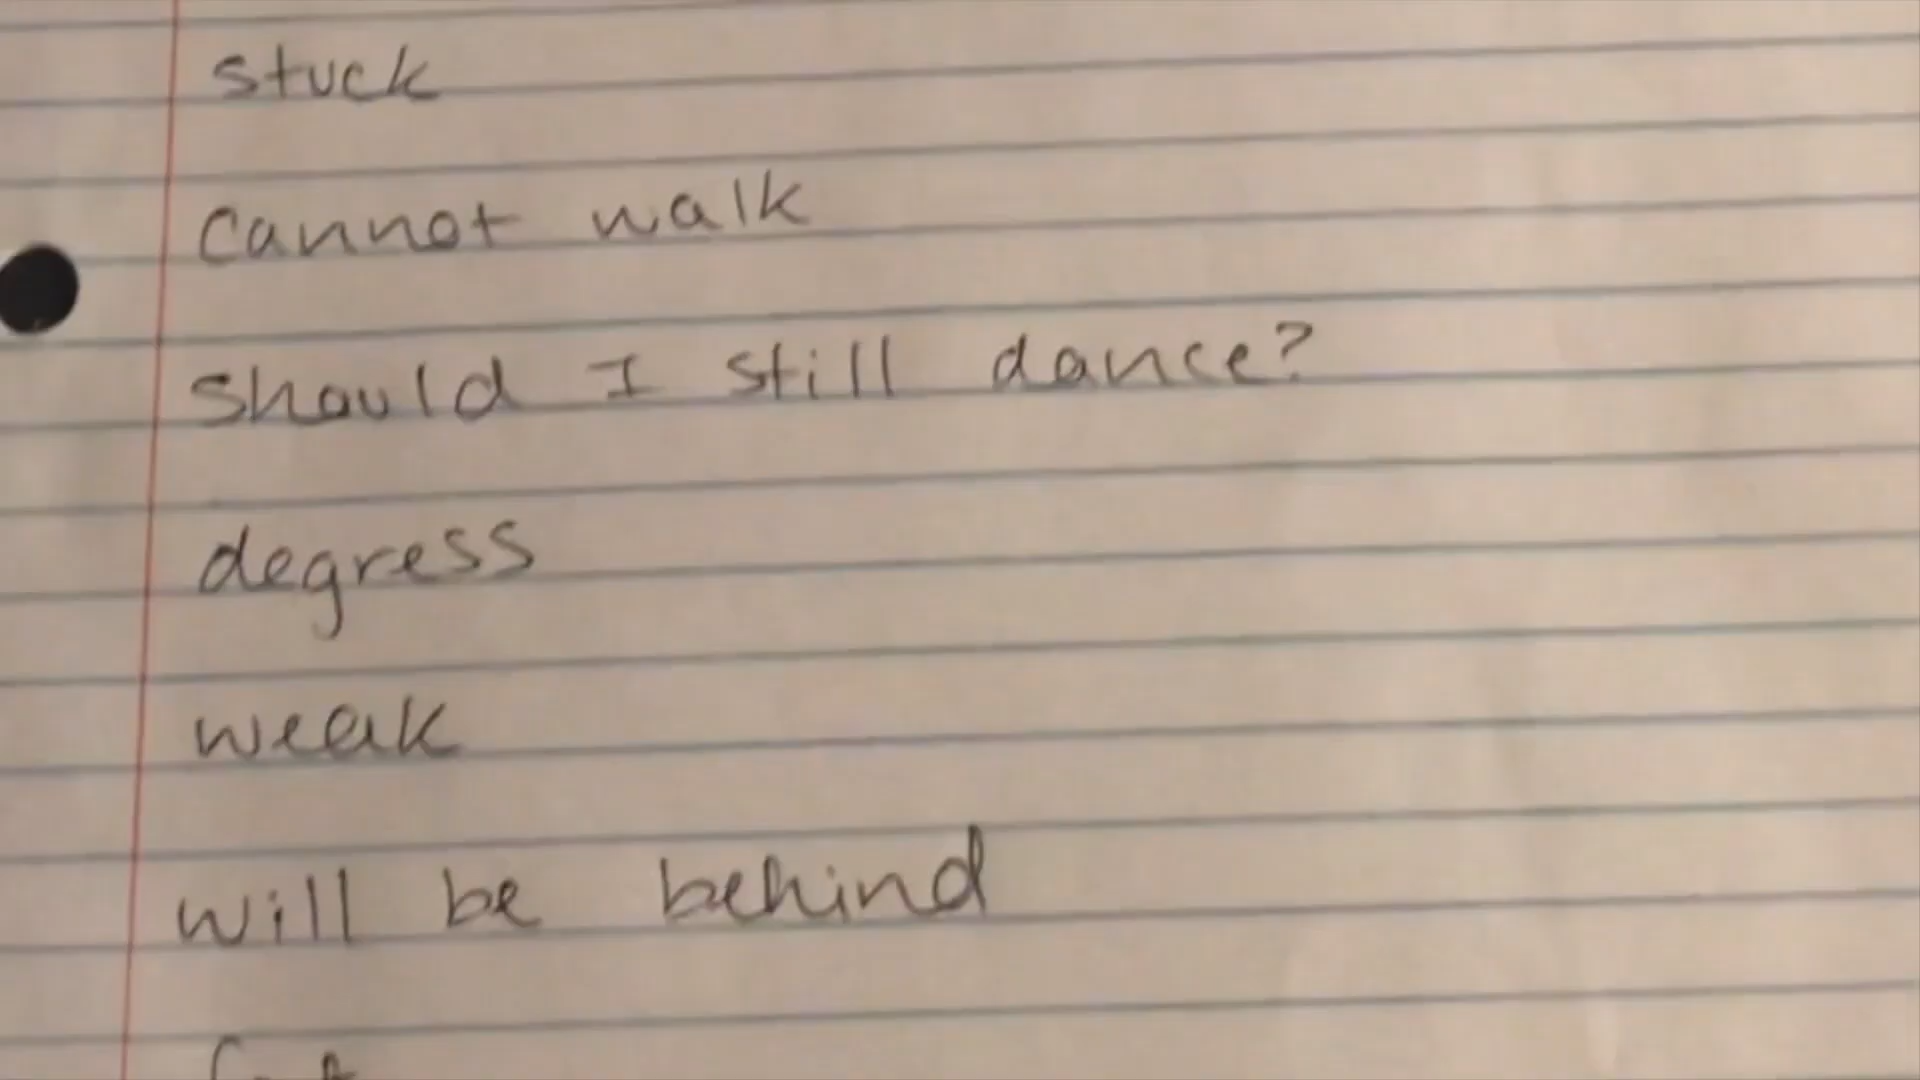 stuck
cannot walk
should I still dance?
degress
weak
will be behind